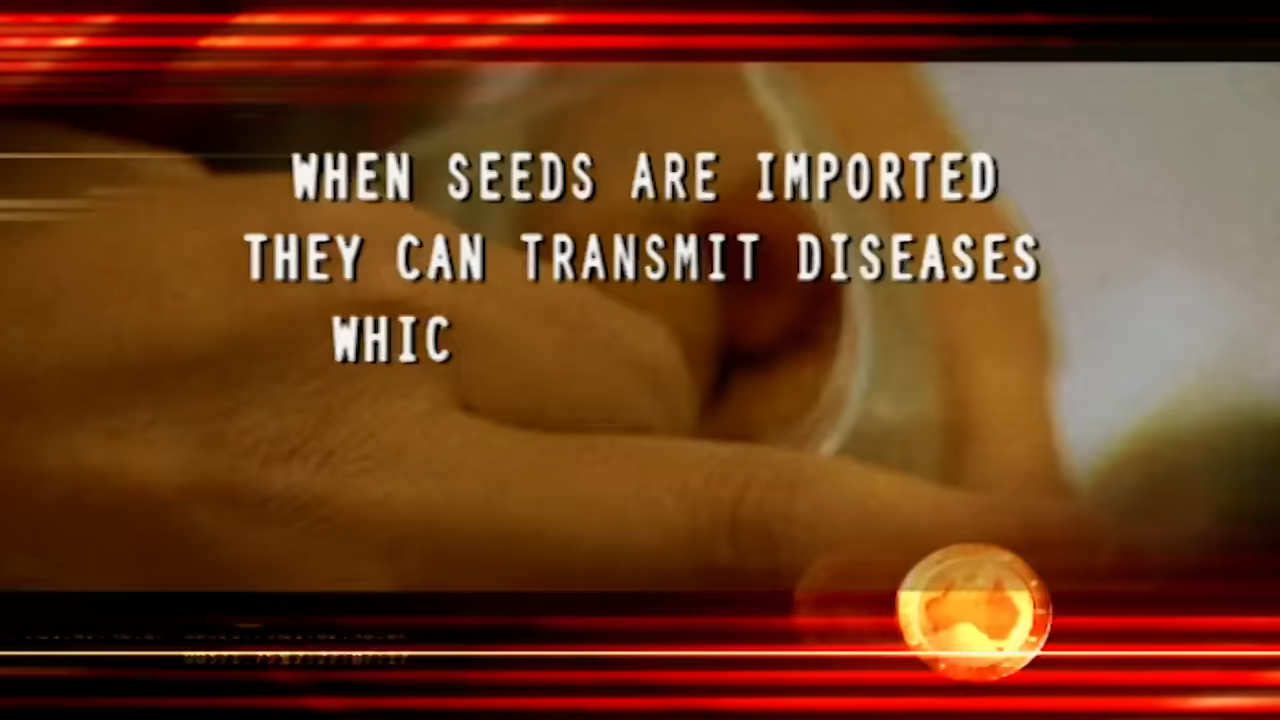 WHEN SEEDS ARE IMPORTED
THEY CAN TRANSMIT DISEASES
WHIC